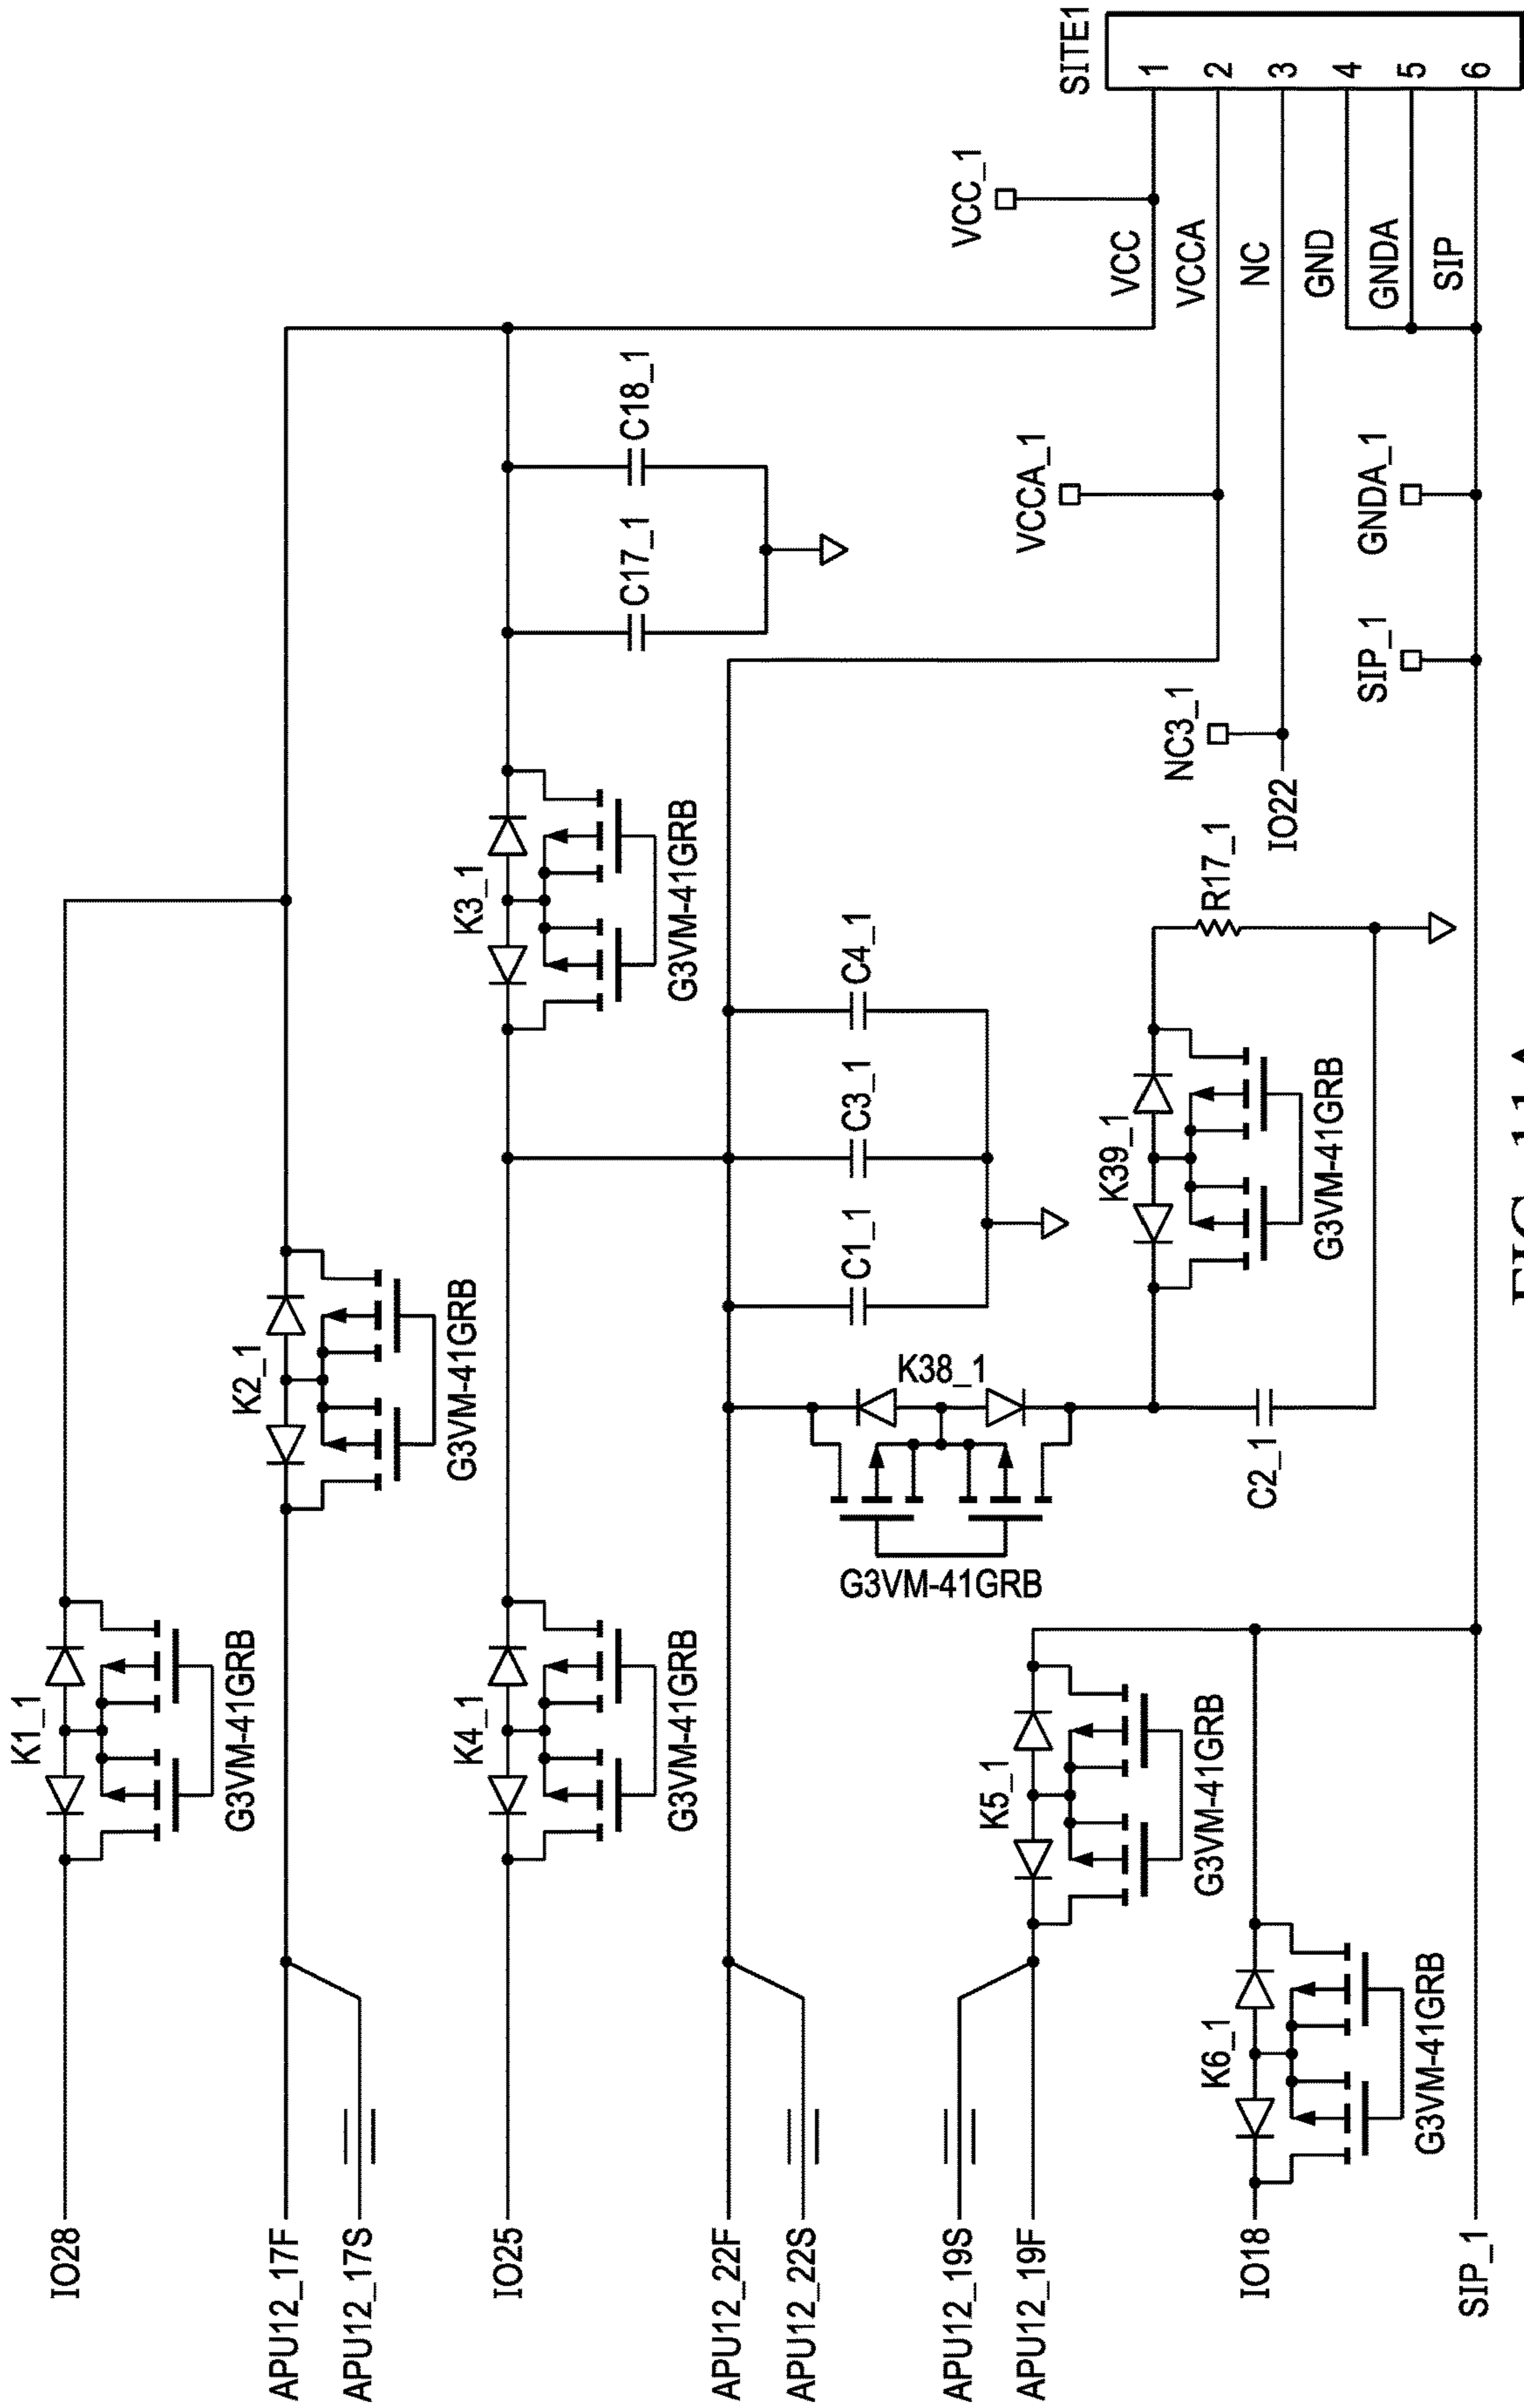 IO28
K1_1
G3VM-41GRB
APU12_17F
APU12_17S
K2_1
G3VM-41GRB
IO25
K4_1
G3VM-41GRB
K3_1
G3VM-41GRB
C17_1
C18_1
APU12_22F
APU12_22S
C1_1
C3_1
C4_1
K38_1
G3VM-41GRB
K39_1
G3VM-41GRB
R17_1
C2_1
APU12_19S
APU12_19F
K5_1
G3VM-41GRB
IO18
K6_1
G3VM-41GRB
SIP_1
VCC_1
VCCA_1
NC3_1
IO22
SIP_1
GNDA_1
SITE1
VCC 1
VCCA 2
NC 3
GND 4
GNDA 5
SIP 6